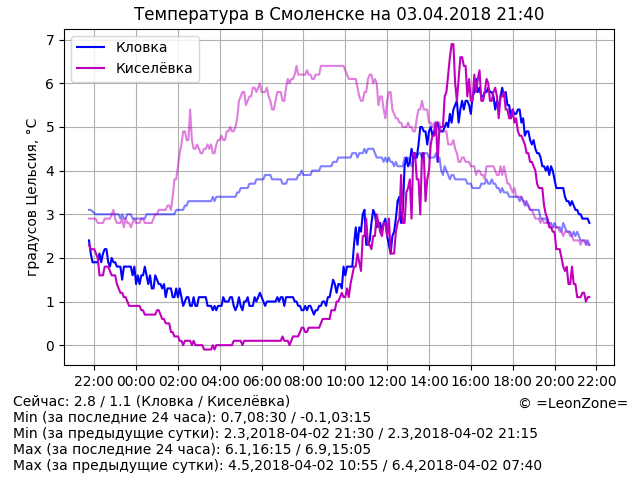 Температура в Смоленске на 03.04.2018 21:40
градусов Цельсия, °C
7
6
5
4
3
2
1
0
Кловка
Киселёвка
22:00 00:00 02:00 04:00 06:00 08:00 10:00 12:00 14:00 16:00 18:00 20:00 22:00
Сейчас: 2.8 / 1.1 (Кловка / Киселёвка)
© =LeonZone=
Min (за последние 24 часа): 0.7,08:30 / -0.1,03:15
Min (за предыдущие сутки): 2.3,2018-04-02 21:30 / 2.3,2018-04-02 21:15
Max (за последние 24 часа): 6.1,16:15 / 6.9,15:05
Max (за предыдущие сутки): 4.5,2018-04-02 10:55 / 6.4,2018-04-02 07:40